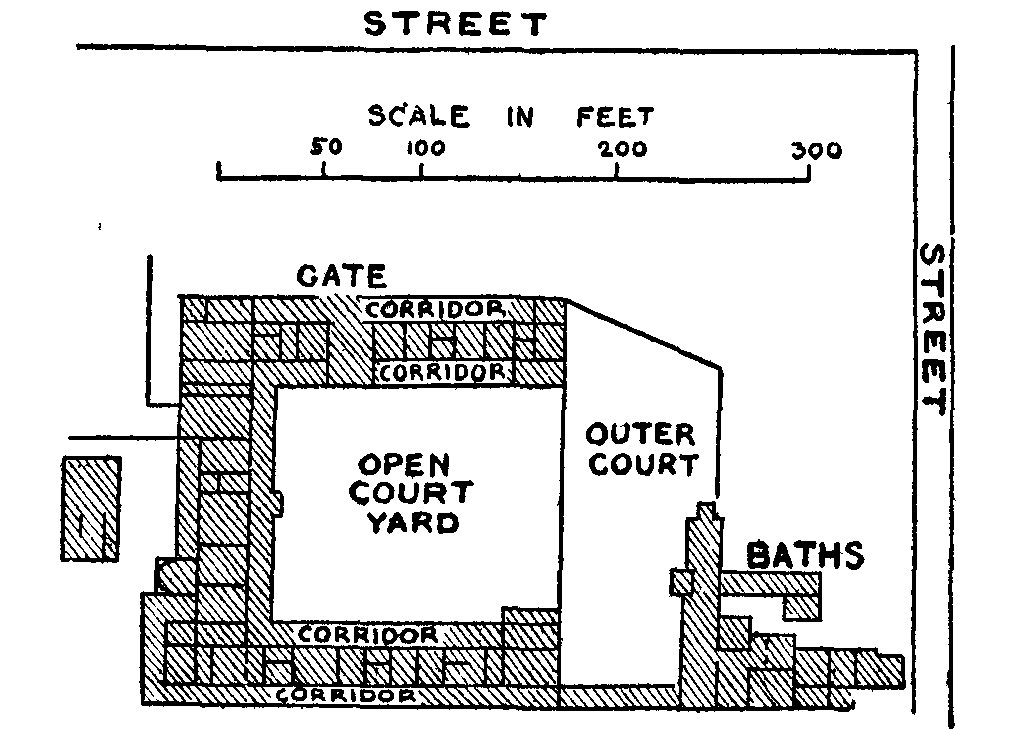 STREET
SCALE IN FEET
50 100 200 300
STREET
GATE
CORRIDOR
CORRIDOR
OUTER
COURT
OPEN
COURT
YARD
BATHS
CORRIDOR
CORRIDOR